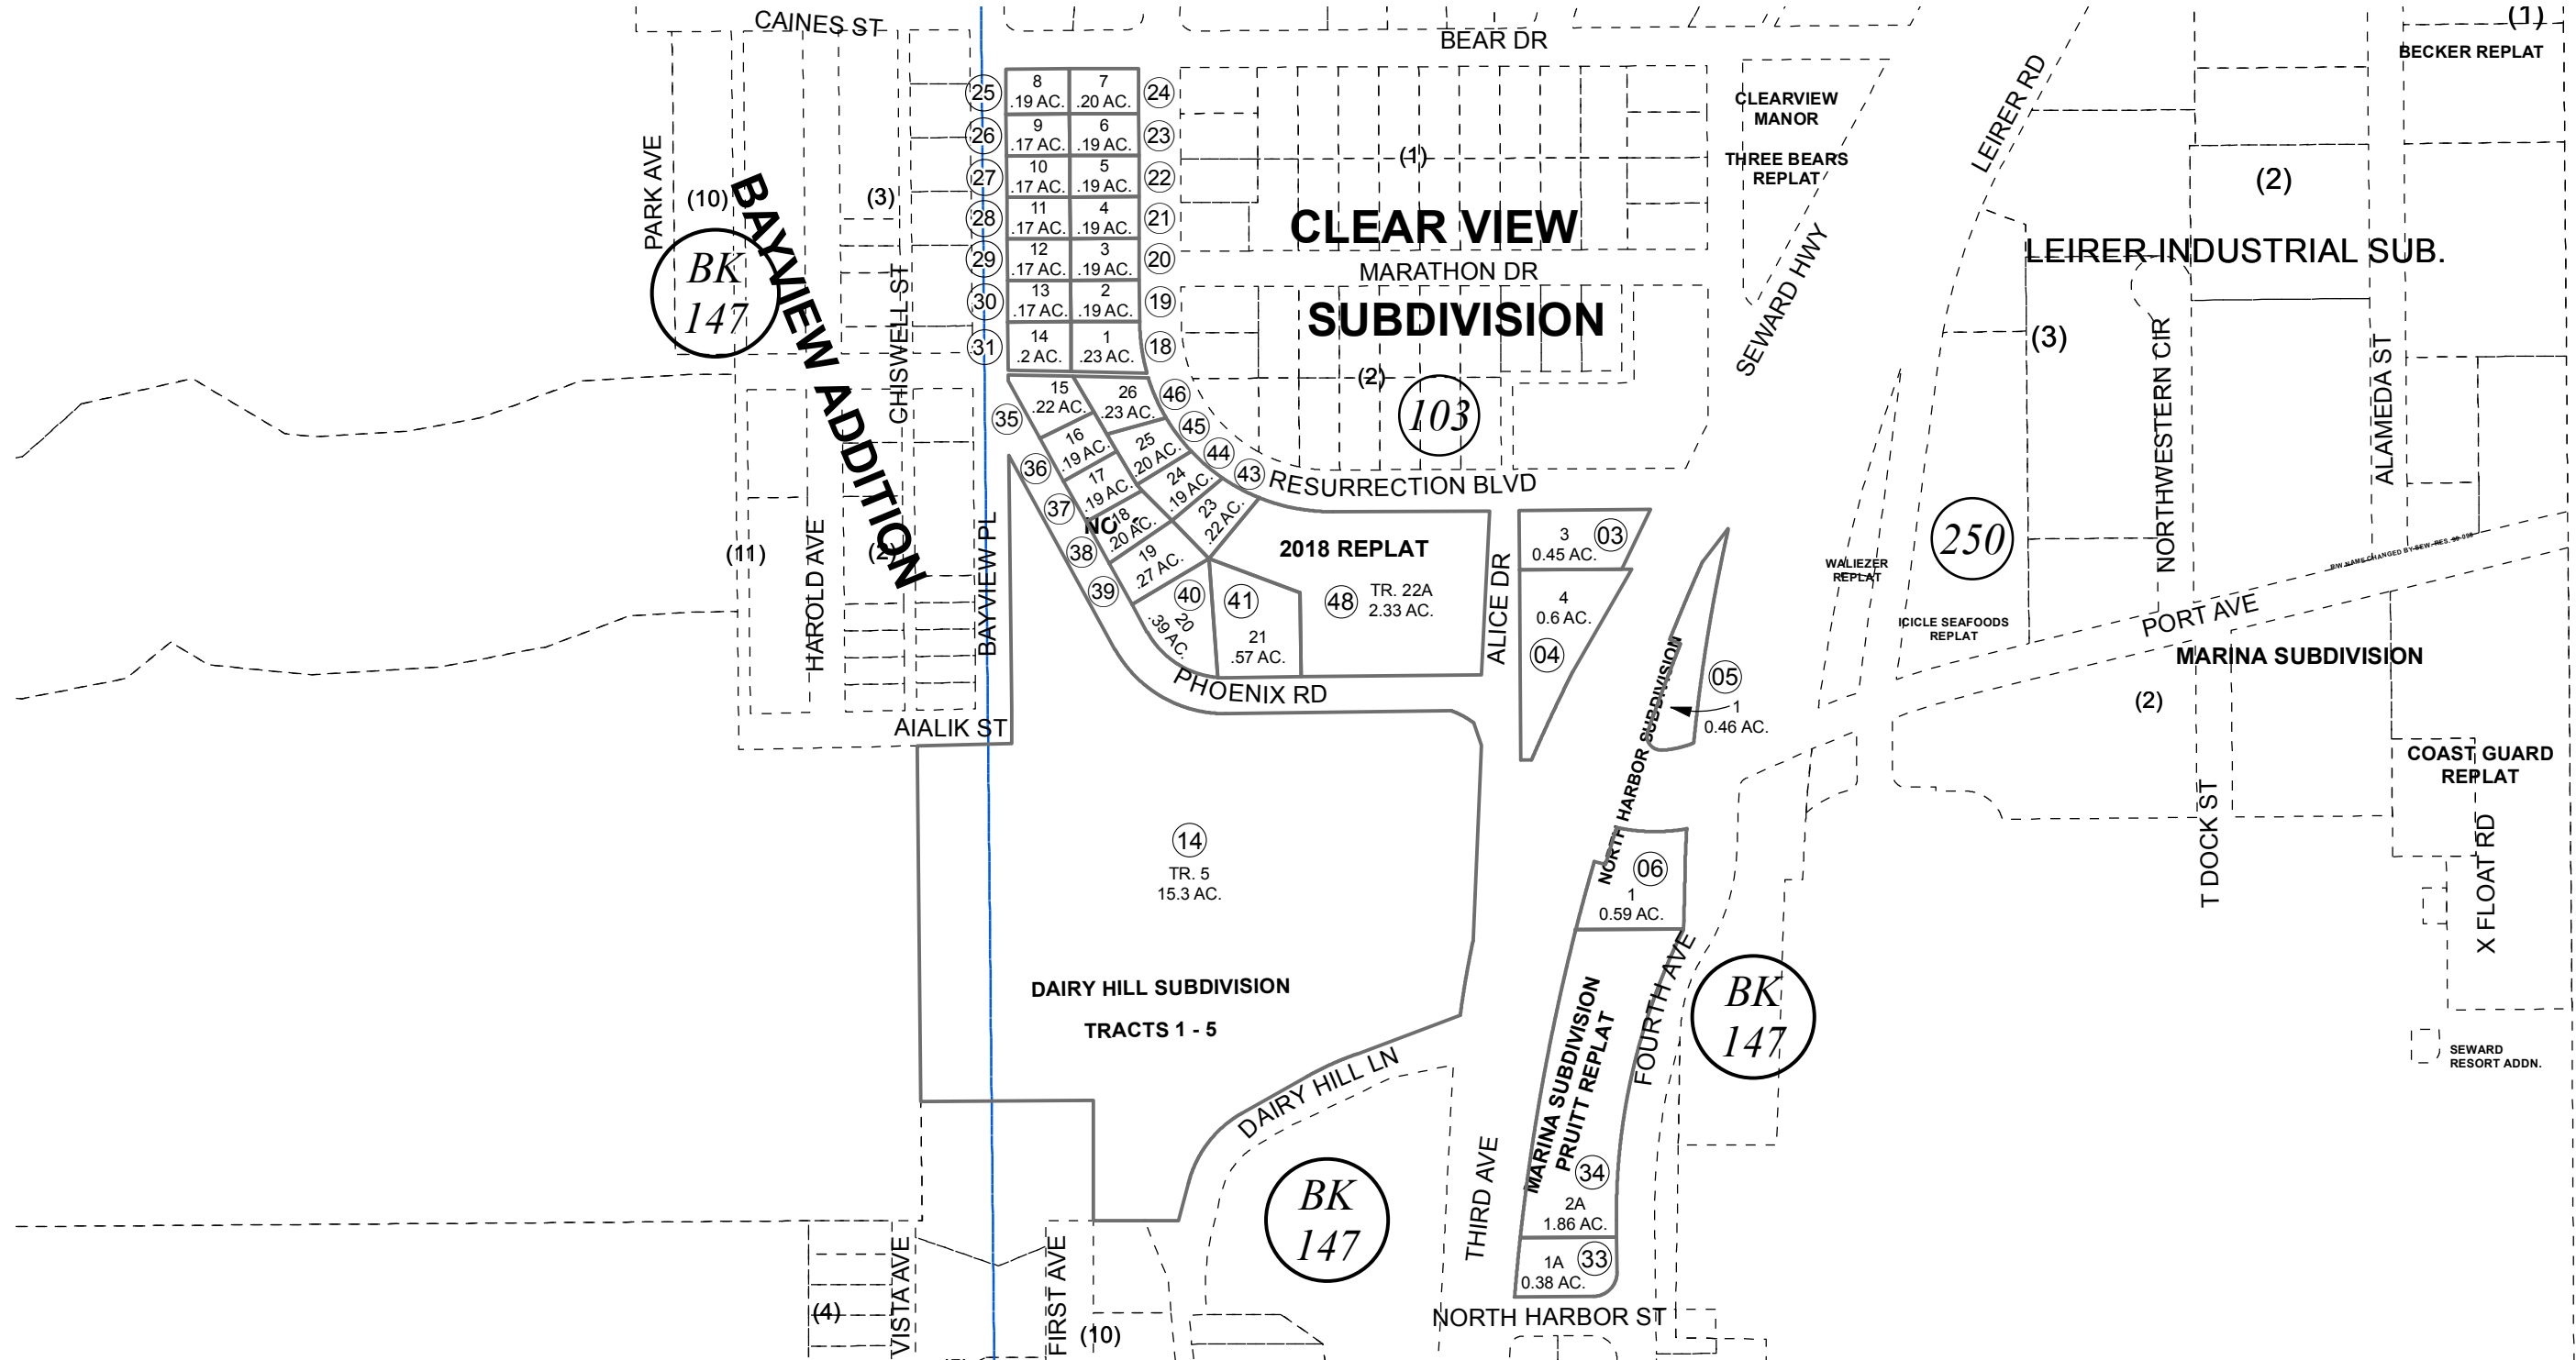 CAINES ST
BEAR DR
(1)
BECKER REPLAT
PARK AVE
(10)
(3)
BK
147
BAYVIEW ADDITION
CHISWELL ST
25
8
.19 AC.
7
.20 AC.
24
26
9
.17 AC.
6
.19 AC.
23
27
10
.17 AC.
5
.19 AC.
22
28
11
.17 AC.
4
.19 AC.
21
29
12
.17 AC.
3
.19 AC.
20
30
13
.17 AC.
2
.19 AC.
19
31
14
.2 AC.
1
.23 AC.
18
(1)
CLEAR VIEW
MARATHON DR
SUBDIVISION
(2)
103
CLEARVIEW
MANOR
THREE BEARS
REPLAT
SEWARD HWY
LEIRER RD
(2)
LEIRER INDUSTRIAL SUB.
(3)
NORTHWESTERN CIR
ALAMEDA ST
250
35
15
.22 AC.
26
.23 AC.
46
36
16
.19 AC.
25
.20 AC.
45
37
17
.19 AC.
24
.19 AC.
44
38
NO.
18
.20 AC.
23
.22 AC.
43
39
19
.27 AC.
40
20
.39 AC.
41
21
.57 AC.
RESURRECTION BLVD
2018 REPLAT
48
TR. 22A
2.33 AC.
ALICE DR
3
0.45 AC.
03
4
0.6 AC.
04
05
1
0.46 AC.
NORTH HARBOR SUBDIVISION
WALIEZER
REPLAT
ICICLE SEAFOODS
REPLAT
PORT AVE
MARINA SUBDIVISION
(2)
(11)
HAROLD AVE
(2)
BAYVIEW PL
AIALIK ST
PHOENIX RD
14
TR. 5
15.3 AC.
DAIRY HILL SUBDIVISION
TRACTS 1 - 5
DAIRY HILL LN
06
1
0.59 AC.
FOURTH AVE
MARINA SUBDIVISION
PRUITT REPLAT
34
2A
1.86 AC.
1A
0.38 AC.
33
THIRD AVE
BK
147
BK
147
T DOCK ST
COAST GUARD
REPLAT
X FLOAT RD
SEWARD
RESORT ADDN.
(4)
VISTA AVE
FIRST AVE
(10)
NORTH HARBOR ST